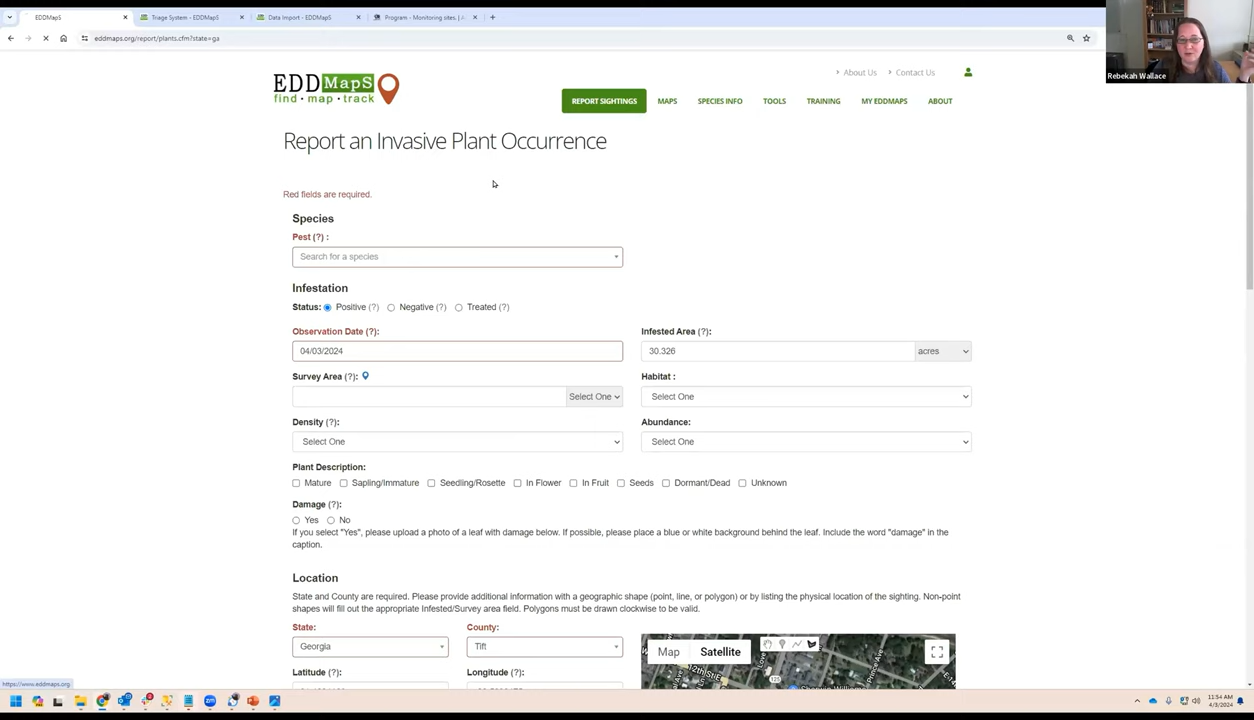 EDDMapS
Triage System - EDDMapS
Data Import - EDDMapS
Program - Monitoring sites. | A
eddmaps.org/report/plants.cfm?state=ga
Rebekah Wallace
About Us
Contact Us
EDDMapS
find • map • track
REPORT SIGHTINGS
MAPS
SPECIES INFO
TOOLS
TRAINING
MY EDDMAPS
ABOUT
Report an Invasive Plant Occurrence
Red fields are required.
Species
Pest (?) :
Search for a species
Infestation
Status: Positive (?) Negative (?) Treated (?)
Observation Date (?): Infested Area (?):
04/03/2024 30.326 acres
Survey Area (?): Habitat :
Select One Select One
Density (?): Abundance:
Select One Select One
Plant Description:
Mature Sapling/Immature Seedling/Rosette In Flower In Fruit Seeds Dormant/Dead Unknown
Damage (?):
Yes No
If you select "Yes", please upload a photo of a leaf with damage below. If possible, please place a blue or white background behind the leaf. Include the word "damage" in the
caption.
Location
State and County are required. Please provide additional information with a geographic shape (point, line, or polygon) or by listing the physical location of the sighting. Non-point
shapes will fill out the appropriate Infested/Survey area field. Polygons must be drawn clockwise to be valid.
State: County:
Georgia Tift
Map Satellite
12th St E
125
Sherwin Williams
Latitude (?) Longitude (?)
https://www.eddmaps.org
11:54 AM
4/3/2024